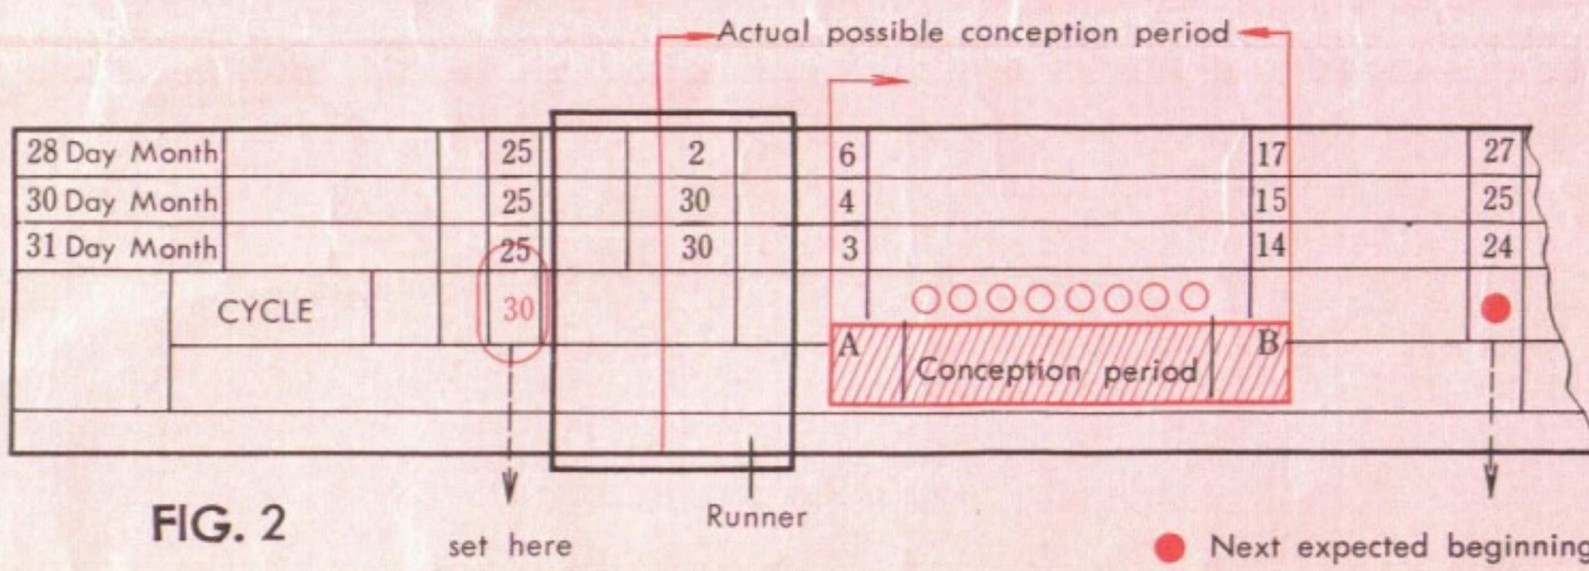 Actual possible conception period
28 Day Month 25 2 6 17 27
30 Day Month 25 30 4 15 25
31 Day Month 25 30 3 14 24
CYCLE 30
A Conception period B
FIG. 2
set here
Runner
Next expected beginning